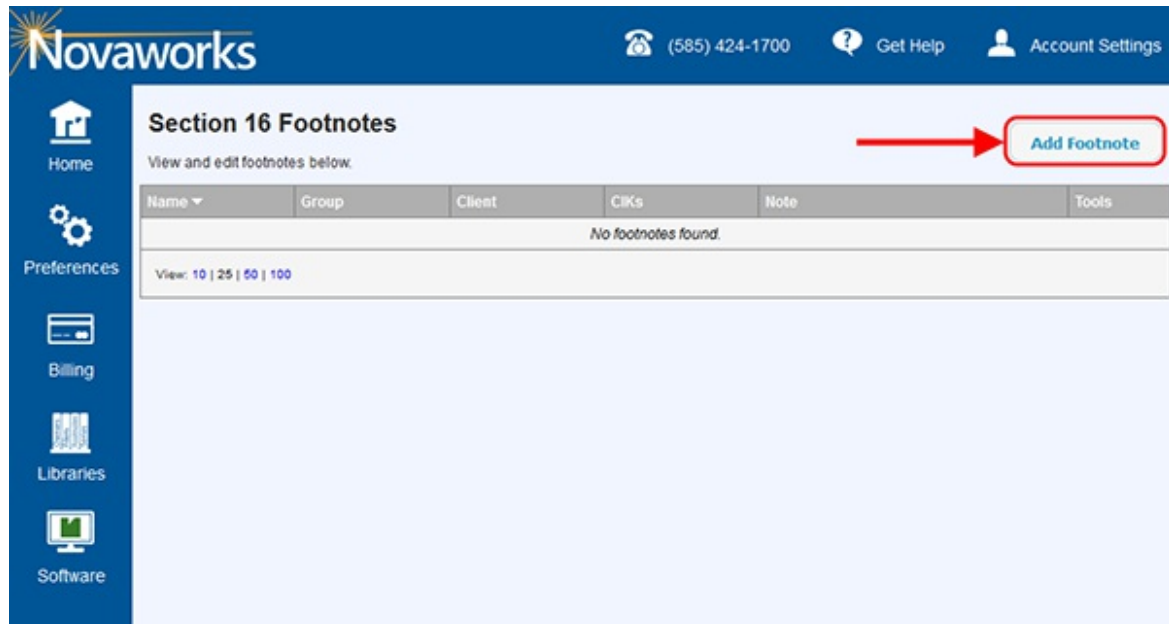 Novaworks
(585) 424-1700
Get Help
Account Settings
Home
Preferences
Billing
Libraries
Software
Section 16 Footnotes
Add Footnote
View and edit footnotes below.
Name Group Client CIKs Note Tools
No footnotes found.
View: 10 | 25 | 50 | 100